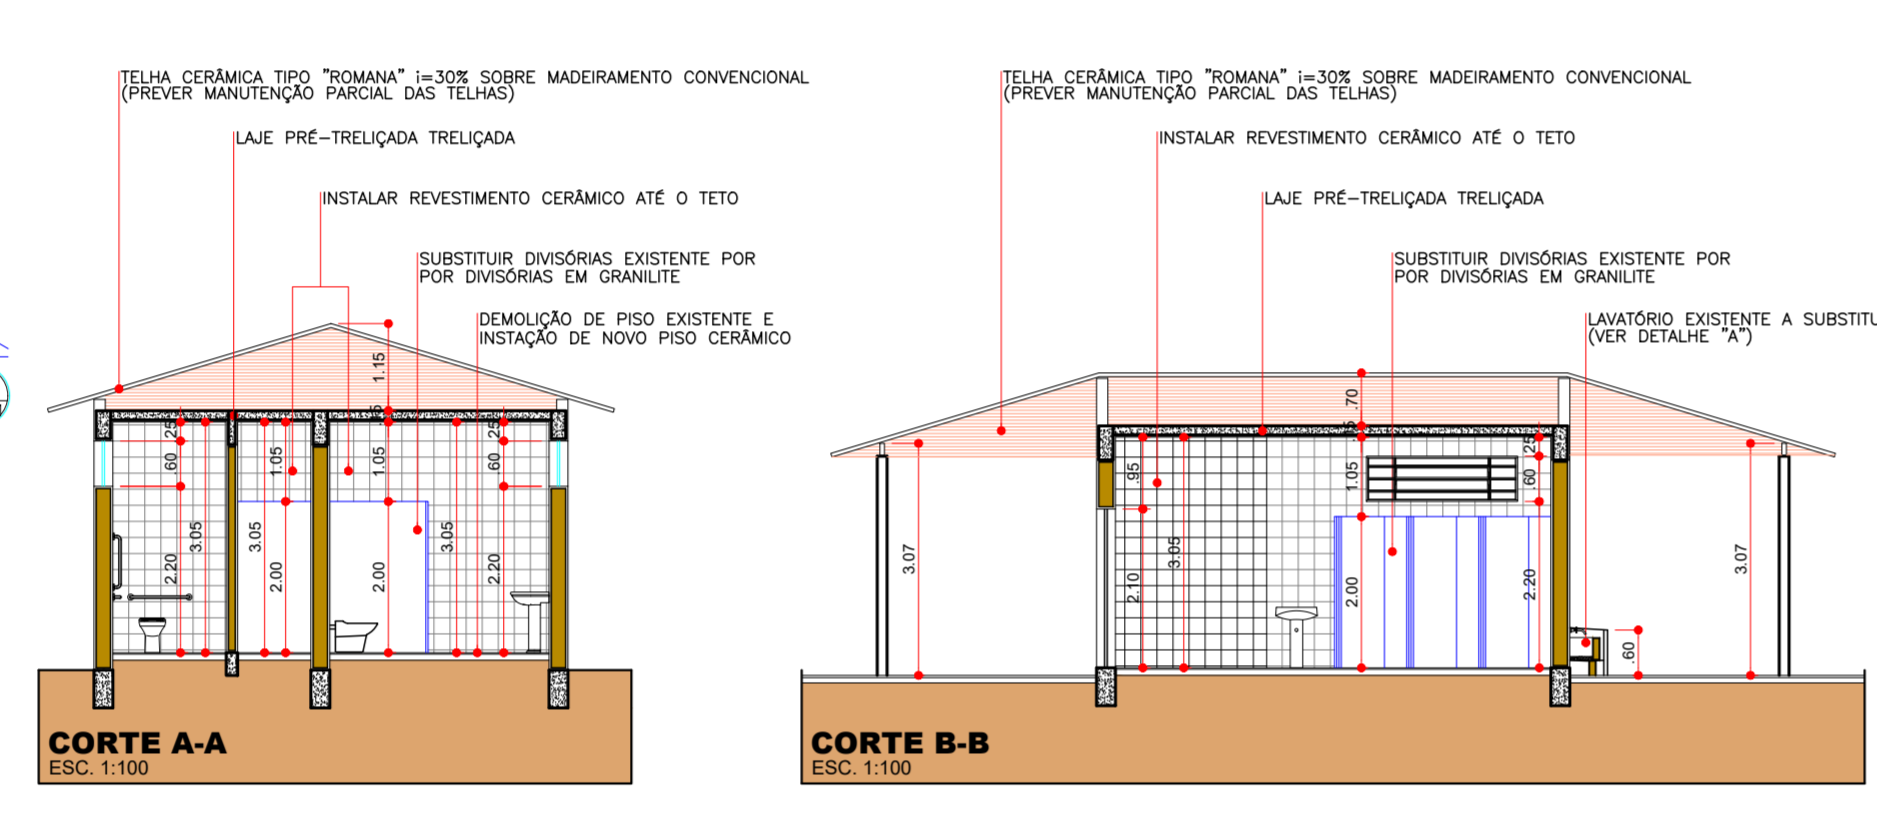 TELHA CERÂMICA TIPO "ROMANA" i=30% SOBRE MADEIRAMENTO CONVENCIONAL
(PREVER MANUTENÇÃO PARCIAL DAS TELHAS)
LAJE PRÉ-TRELIÇADA TRELIÇADA
INSTALAR REVESTIMENTO CERÂMICO ATÉ O TETO
SUBSTITUIR DIVISÓRIAS EXISTENTE POR
POR DIVISÓRIAS EM GRANILITE
DEMOLIÇÃO DE PISO EXISTENTE E
INSTAÇÃO DE NOVO PISO CERÂMICO
1.15
.25
.60
1.05
1.05
.25
.60
3.05
2.20
3.05
2.00
2.00
3.05
2.20
CORTE A-A
ESC. 1:100
TELHA CERÂMICA TIPO "ROMANA" i=30% SOBRE MADEIRAMENTO CONVENCIONAL
(PREVER MANUTENÇÃO PARCIAL DAS TELHAS)
INSTALAR REVESTIMENTO CERÂMICO ATÉ O TETO
LAJE PRÉ-TRELIÇADA TRELIÇADA
SUBSTITUIR DIVISÓRIAS EXISTENTE POR
POR DIVISÓRIAS EM GRANILITE
LAVATÓRIO EXISTENTE A SUBSTITU
(VER DETALHE "A")
.70
.25
.95
1.05
.60
3.07
3.05
2.10
2.00
2.20
3.07
.60
CORTE B-B
ESC. 1:100